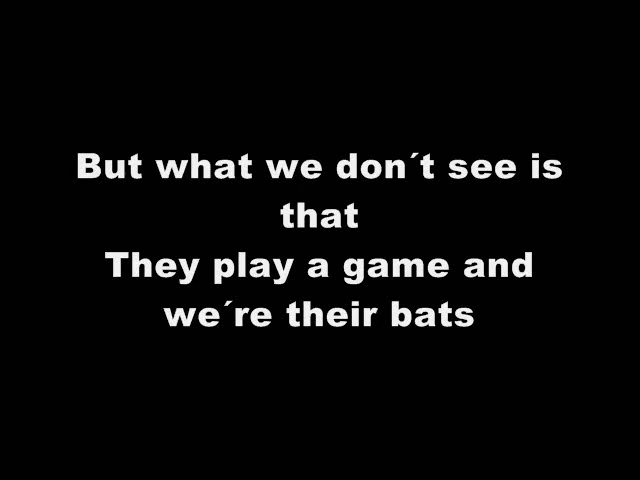 But what we don´t see is
that
They play a game and
we´re their bats